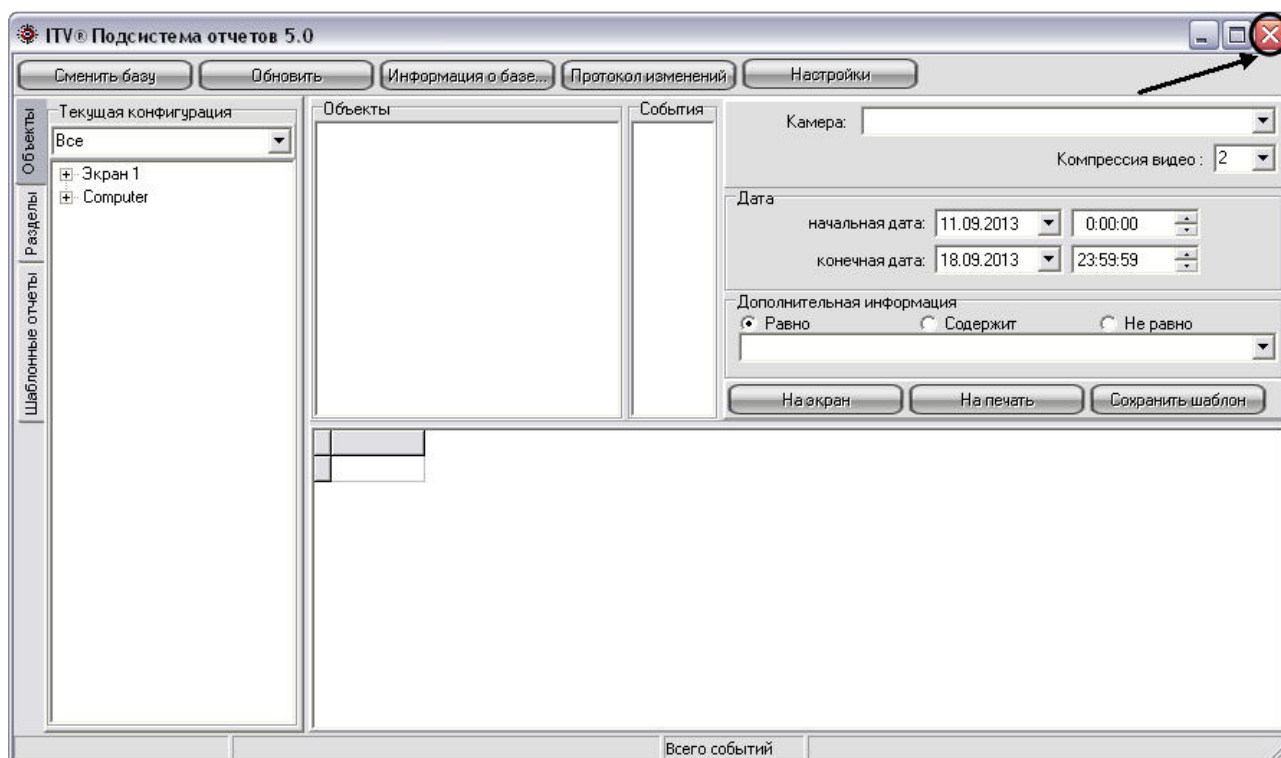 ITV® Подсистема отчетов 5.0
Сменить базу Обновить Информация о базе... Протокол изменений Настройки
Объекты
Разделы
Шаблонные отчеты
Текущая конфигурация
Все
Экран 1
Computer
Объекты
События
Камера:
Компрессия видео : 2
Дата
начальная дата: 11.09.2013 0:00:00
конечная дата: 18.09.2013 23:59:59
Дополнительная информация
Равно Содержит Не равно
На экран На печать Сохранить шаблон
Всего событий